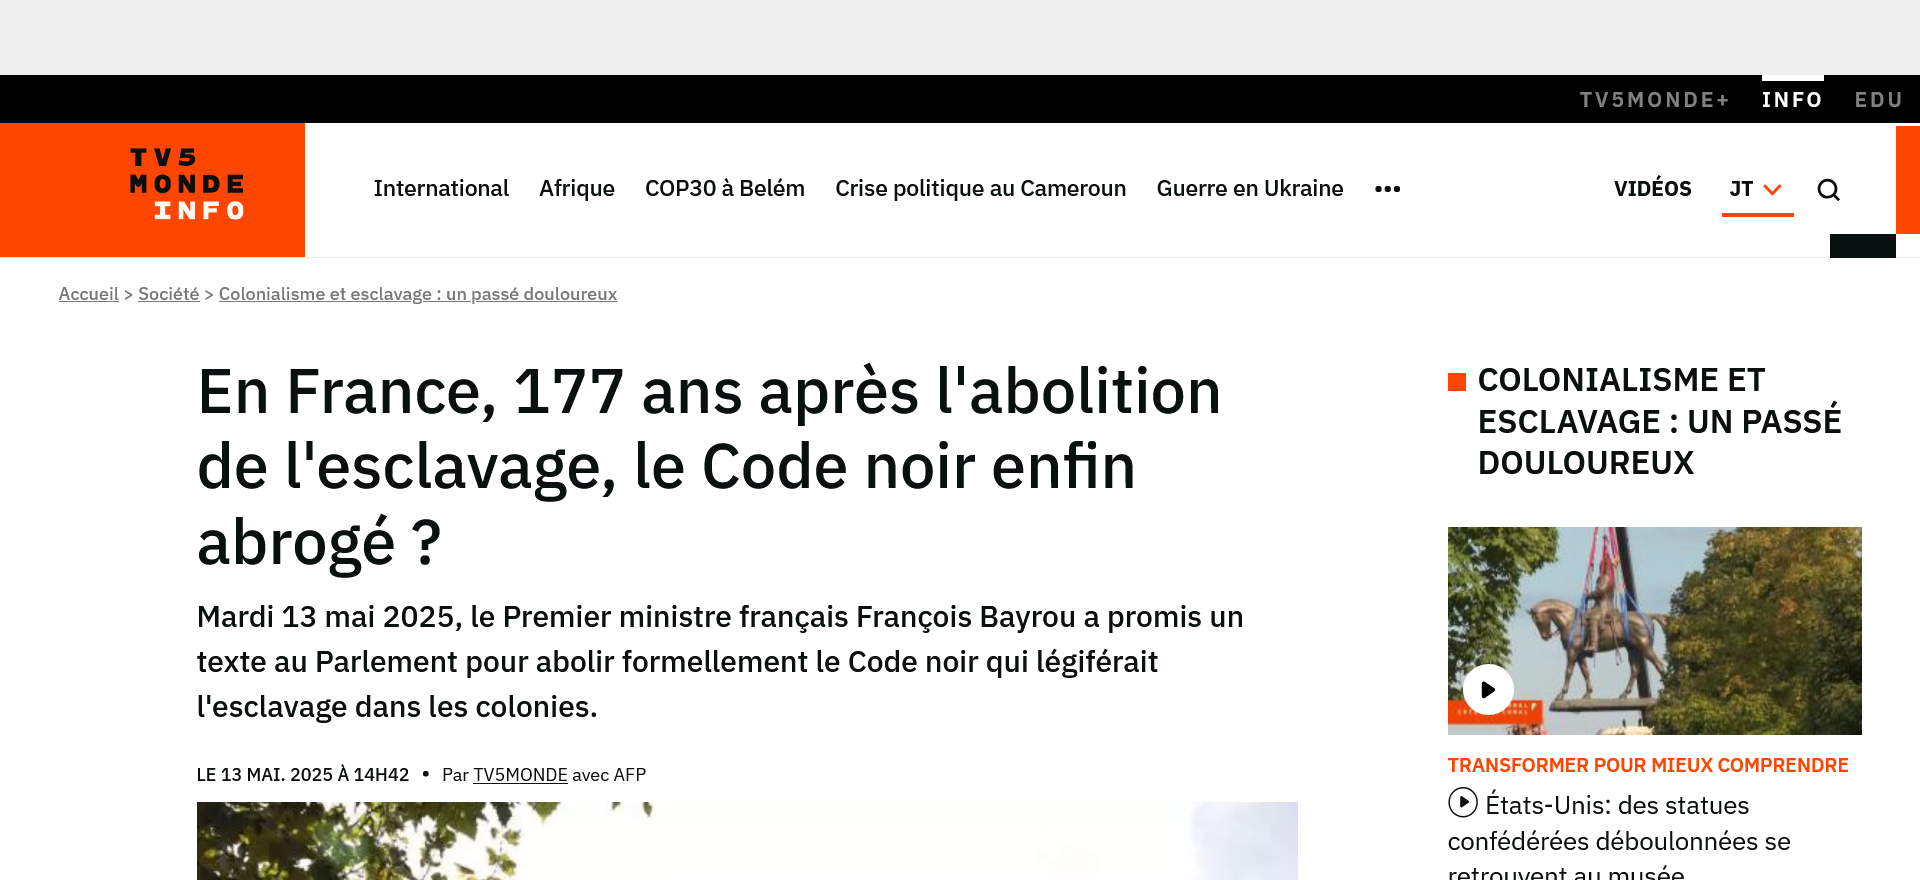 TV5MONDE+ INFO EDU
TV5
MONDE
INFO
International Afrique COP30 à Belém Crise politique au Cameroun Guerre en Ukraine ••• VIDÉOS JT
Accueil > Société > Colonialisme et esclavage : un passé douloureux
En France, 177 ans après l'abolition
de l'esclavage, le Code noir enfin
abrogé ?
Mardi 13 mai 2025, le Premier ministre français François Bayrou a promis un
texte au Parlement pour abolir formellement le Code noir qui légiférait
l'esclavage dans les colonies.
LE 13 MAI. 2025 À 14H42 • Par TV5MONDE avec AFP
COLONIALISME ET
ESCLAVAGE : UN PASSÉ
DOULOUREUX
TRANSFORMER POUR MIEUX COMPRENDRE
États-Unis: des statues
confédérées déboulonnées se
retrouvent au musée